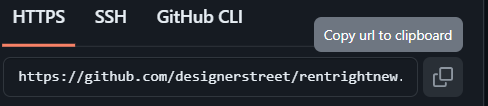 HTTPS SSH GitHub CLI
Copy url to clipboard
https://github.com/designerstreet/rentrightnew.